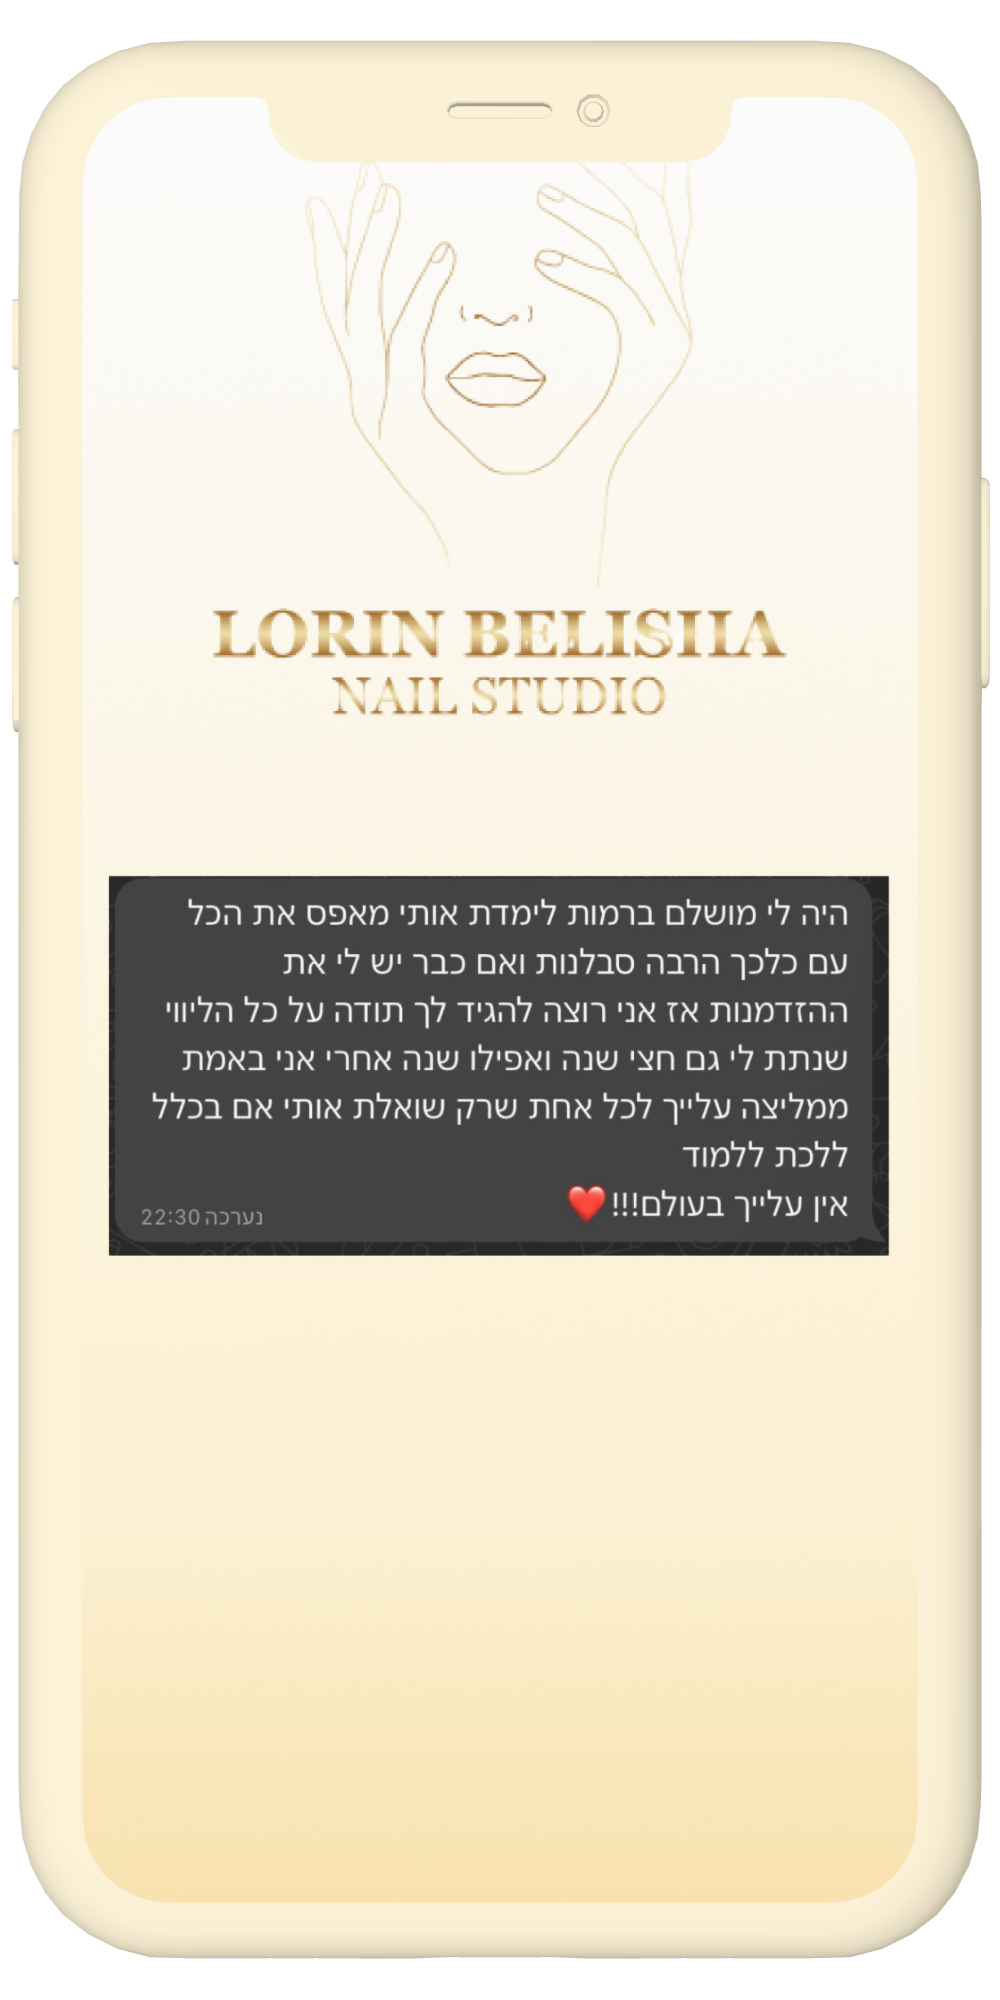 LORIN BELISHA
NAIL STUDIO
היה לי מושלם ברמות לימדת אותי מאפס את הכל
עם כלכך הרבה סבלנות ואם כבר יש לי את
ההזדמנות אז אני רוצה להגיד לך תודה על כל הליווי
שנתת לי גם חצי שנה ואפילו שנה אחרי אני באמת
ממליצה עלייך לכל אחת שרק שואלת אותי אם בכלל
ללכת ללמוד
אין עלייך בעולם!!!❤️
נערכה 22:30